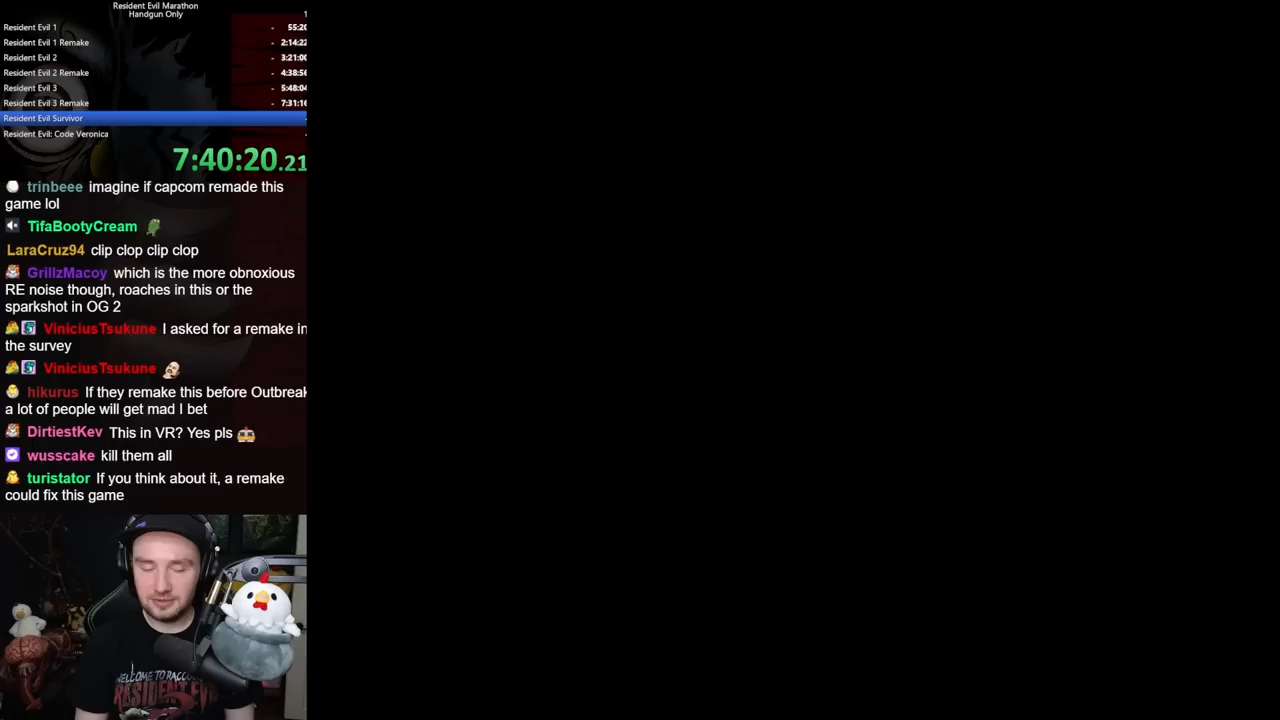 Resident Evil Marathon
Handgun Only
Resident Evil 1 - 55:20
Resident Evil 1 Remake - 2:14:22
Resident Evil 2 - 3:21:00
Resident Evil 2 Remake - 4:38:56
Resident Evil 3 - 5:48:04
Resident Evil 3 Remake - 7:31:16
Resident Evil Survivor -
Resident Evil: Code Veronica -
7:40:20.21
trinbeee imagine if capcom remade this
game lol
TifaBootyCream
LaraCruz94 clip clop clip clop
GrillzMacoy which is the more obnoxious
RE noise though, roaches in this or the
sparkshot in OG 2
ViniciusTsukune I asked for a remake in
the survey
ViniciusTsukune
hikurus If they remake this before Outbreak
a lot of people will get mad I bet
DirtiestKev This in VR? Yes pls
wusscake kill them all
turistator If you think about it, a remake
could fix this game
WELCOME TO RACCOO
RESIDENT EVIL